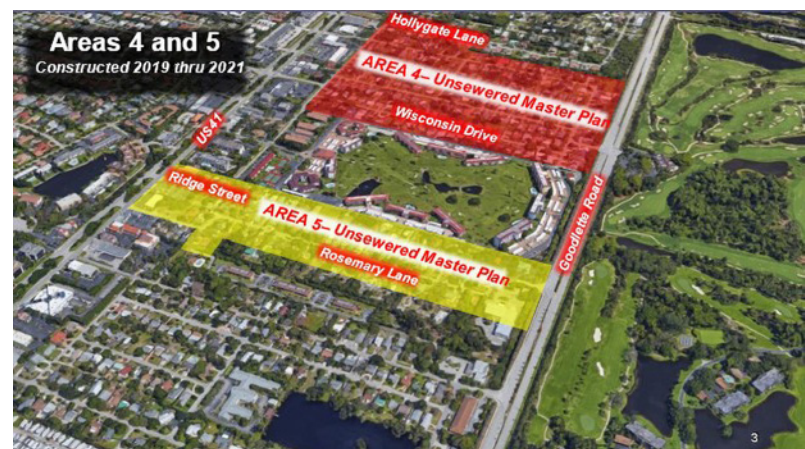 Areas 4 and 5
Constructed 2019 thru 2021
Hollygate Lane
AREA 4– Unsewered Master Plan
Wisconsin Drive
US41
Ridge Street
AREA 5– Unsewered Master Plan
Rosemary Lane
Goodlette Road
3